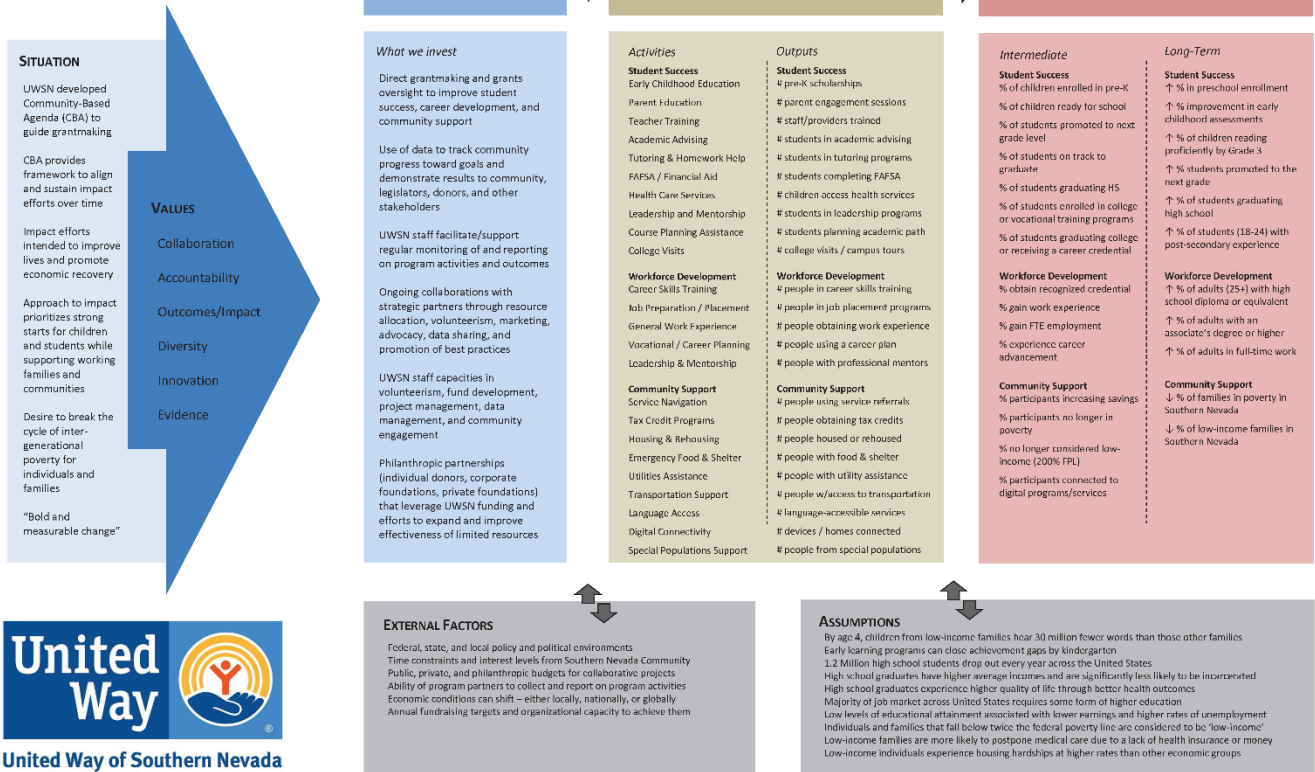 SITUATION
UWSN developed
Community-Based
Agenda (CBA) to
guide grantmaking
CBA provides
framework to align
and sustain impact
efforts over time
Impact efforts
intended to improve
lives and promote
economic recovery
Approach to impact
prioritizes strong
starts for children
and students while
supporting working
families and
communities
Desire to break the
cycle of inter-
generational
poverty for
individuals and
families
“Bold and
measurable change”
VALUES
Collaboration
Accountability
Outcomes/Impact
Diversity
Innovation
Evidence
What we invest
Direct grantmaking and grants
oversight to improve student
success, career development, and
community support
Use of data to track community
progress toward goals and
demonstrate results to community,
legislators, donors, and other
stakeholders
UWSN staff facilitate/support
regular monitoring of and reporting
on program activities and outcomes
Ongoing collaborations with
strategic partners through resource
allocation, volunteerism, marketing,
advocacy, data sharing, and
promotion of best practices
UWSN staff capacities in
volunteerism, fund development,
project management, data
management, and community
engagement
Philanthropic partnerships
(individual donors, corporate
foundations, private foundations)
that leverage UWSN funding and
efforts to expand and improve
effectiveness of limited resources
Activities
Student Success
Early Childhood Education
Parent Education
Teacher Training
Academic Advising
Tutoring & Homework Help
FAFSA / Financial Aid
Health Care Services
Leadership and Mentorship
Course Planning Assistance
College Visits
Workforce Development
Career Skills Training
Job Preparation / Placement
General Work Experience
Vocational / Career Planning
Leadership & Mentorship
Community Support
Service Navigation
Tax Credit Programs
Housing & Rehousing
Emergency Food & Shelter
Utilities Assistance
Transportation Support
Language Access
Digital Connectivity
Special Populations Support
Outputs
Student Success
# pre-K scholarships
# parent engagement sessions
# staff/providers trained
# students in academic advising
# students in tutoring programs
# students completing FAFSA
# children access health services
# students in leadership programs
# students planning academic path
# college visits / campus tours
Workforce Development
# people in career skills training
# people in job placement programs
# people obtaining work experience
# people using a career plan
# people with professional mentors
Community Support
# people using service referrals
# people obtaining tax credits
# people housed or rehoused
# people with food & shelter
# people with utility assistance
# people w/access to transportation
# language-accessible services
# devices / homes connected
# people from special populations
Intermediate
Student Success
% of children enrolled in pre-K
% of children ready for school
% of students promoted to next
grade level
% of students on track to
graduate
% of students graduating HS
% of students enrolled in college
or vocational training programs
% of students graduating college
or receiving a career credential
Workforce Development
% obtain recognized credential
% gain work experience
% gain FTE employment
% experience career
advancement
Community Support
% participants increasing savings
% participants no longer in
poverty
% no longer considered low-
income (200% FPL)
% participants connected to
digital programs/services
Long-Term
Student Success
↑ % in preschool enrollment
↑ % improvement in early
childhood assessments
↑ % of children reading
proficiently by Grade 3
↑ % students promoted to the
next grade
↑ % of students graduating
high school
↑ % of students (18-24) with
post-secondary experience
Workforce Development
↑ % of adults (25+) with high
school diploma or equivalent
↑ % of adults with an
associate’s degree or higher
↑ % of adults in full-time work
Community Support
↓ % of families in poverty in
Southern Nevada
↓ % of low-income families in
Southern Nevada
United
Way
®
United Way of Southern Nevada
EXTERNAL FACTORS
Federal, state, and local policy and political environments
Time constraints and interest levels from Southern Nevada Community
Public, private, and philanthropic budgets for collaborative projects
Ability of program partners to collect and report on program activities
Economic conditions can shift – either locally, nationally, or globally
Annual fundraising targets and organizational capacity to achieve them
ASSUMPTIONS
By age 4, children from low-income families hear 30 million fewer words than those other families
Early learning programs can close achievement gaps by kindergarten
1.2 Million high school students drop out every year across the United States
High school graduates have higher average incomes and are significantly less likely to be incarcerated
High school graduates experience higher quality of life through better health outcomes
Majority of job market across United States requires some form of higher education
Low levels of educational attainment associated with lower earnings and higher rates of unemployment
Individuals and families that fall below twice the federal poverty line are considered to be ‘low-income’
Low-income families are more likely to postpone medical care due to a lack of health insurance or money
Low-income individuals experience housing hardships at higher rates than other economic groups